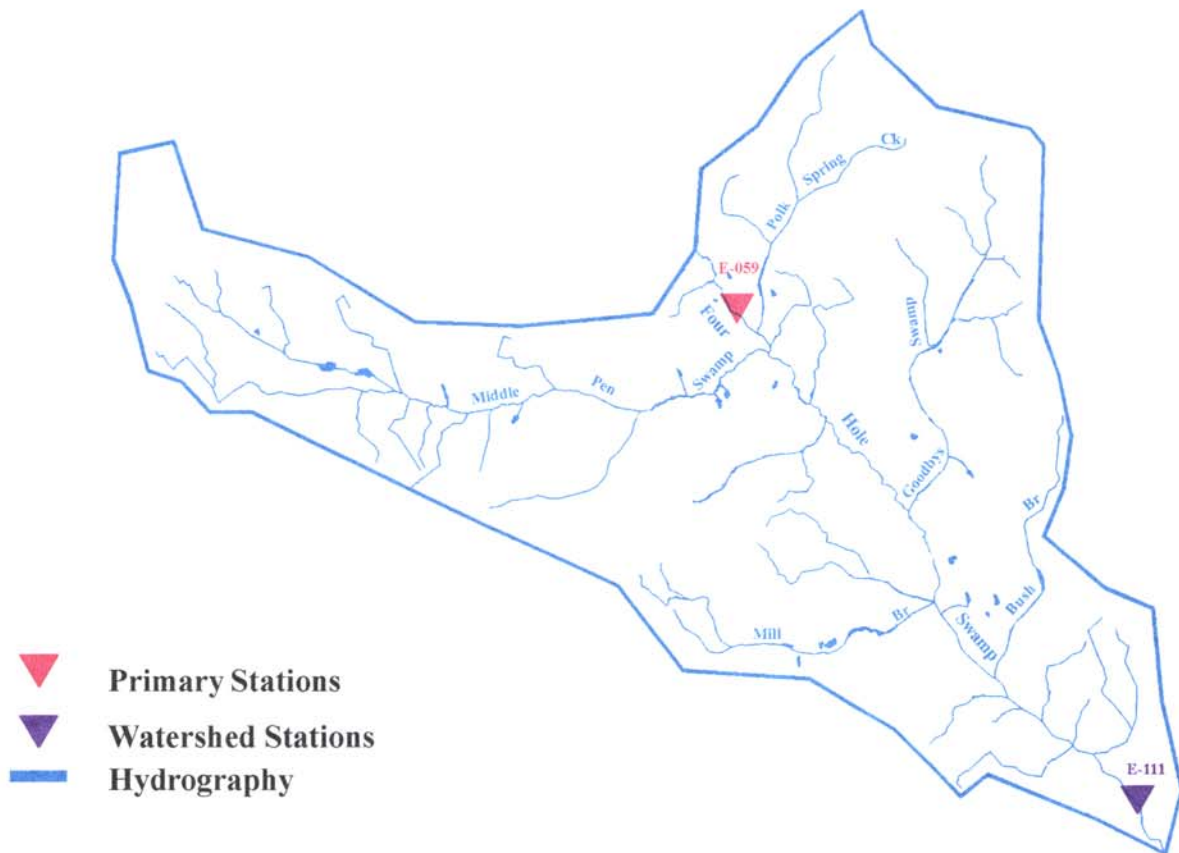 Ck
Spring
Polk
E-059
Four
Swamp
Swamp
Pen
Middle
Hole
Goodbys
Br
Bush
Br
Mill
Swamp
E-111
Primary Stations
Watershed Stations
Hydrography